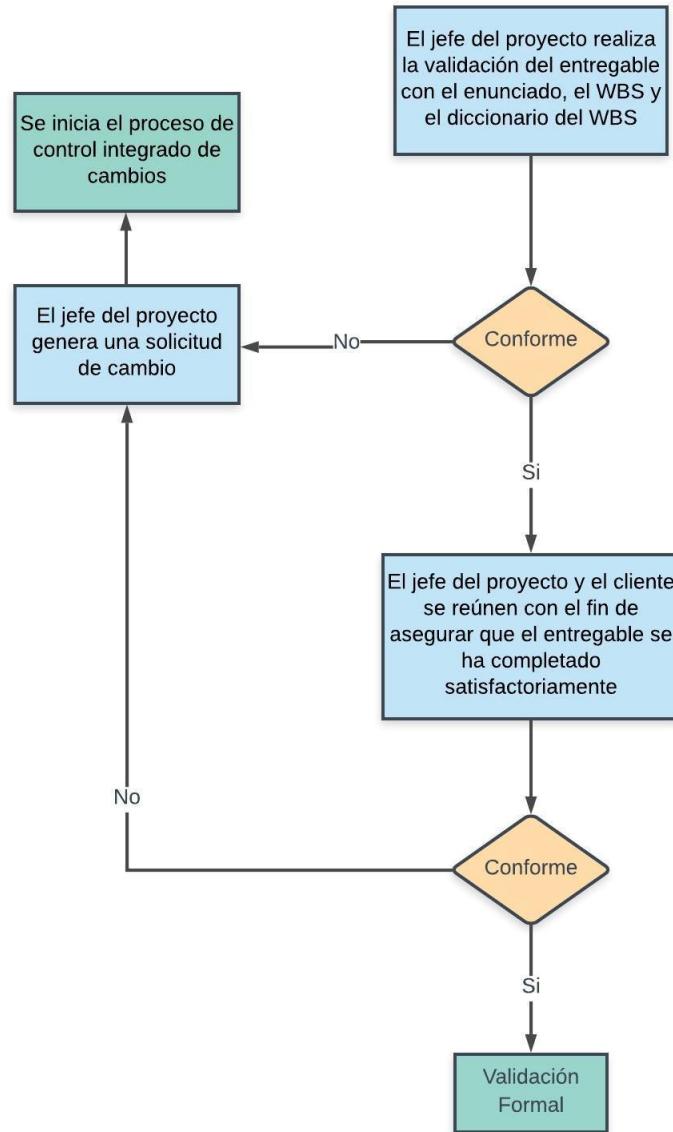 El jefe del proyecto realiza
la validación del entregable
con el enunciado, el WBS y
el diccionario del WBS
Se inicia el proceso de
control integrado de
cambios
El jefe del proyecto
genera una solicitud
de cambio
No
Conforme
Si
El jefe del proyecto y el cliente
se reúnen con el fin de
asegurar que el entregable se
ha completado
satisfactoriamente
No
Conforme
Si
Validación
Formal